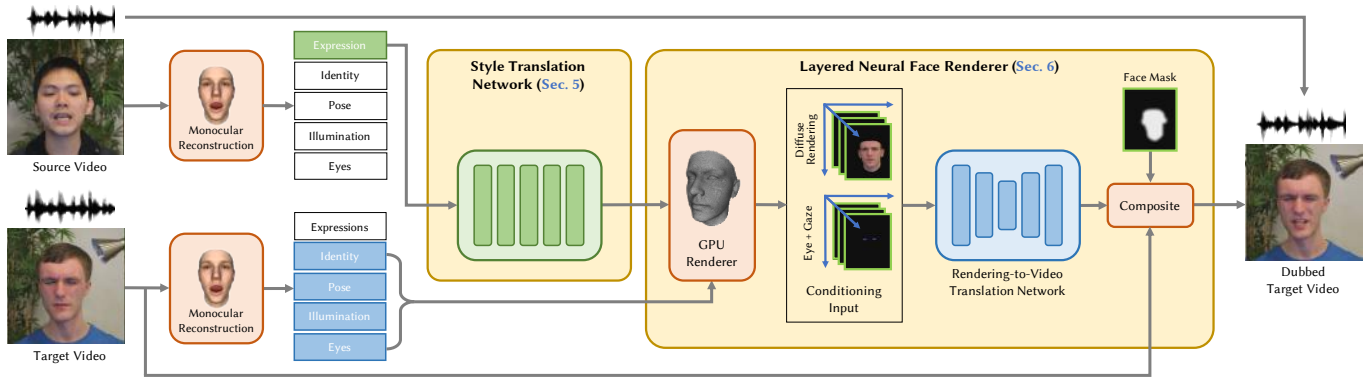 Source Video
Monocular
Reconstruction
Expression
Identity
Pose
Illumination
Eyes
Target Video
Monocular
Reconstruction
Expressions
Identity
Pose
Illumination
Eyes
Style Translation
Network (Sec. 5)
Layered Neural Face Renderer (Sec. 6)
GPU
Renderer
Diffuse
Rendering
Eye + Gaze
Conditioning
Input
Rendering-to-Video
Translation Network
Face Mask
Composite
Dubbed
Target Video